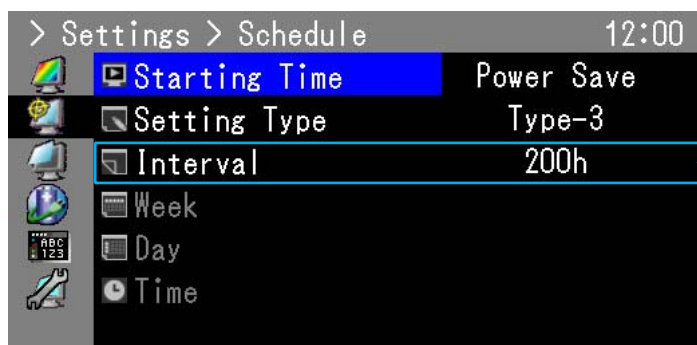 > Settings > Schedule 12:00
Starting Time Power Save
Setting Type Type-3
Interval 200h
Week
Day
ABC
123
Time